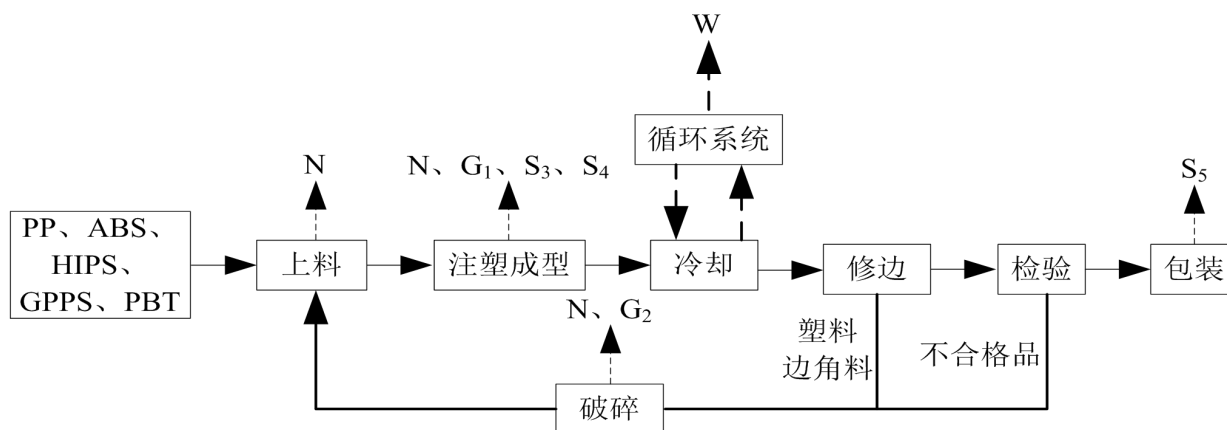 W
循环系统
N
N、G₁、S₃、S₄
S₅
PP、ABS、
HIPS、
GPPS、PBT
上料
注塑成型
冷却
修边
检验
包装
N、G₂
塑料
边角料
不合格品
破碎